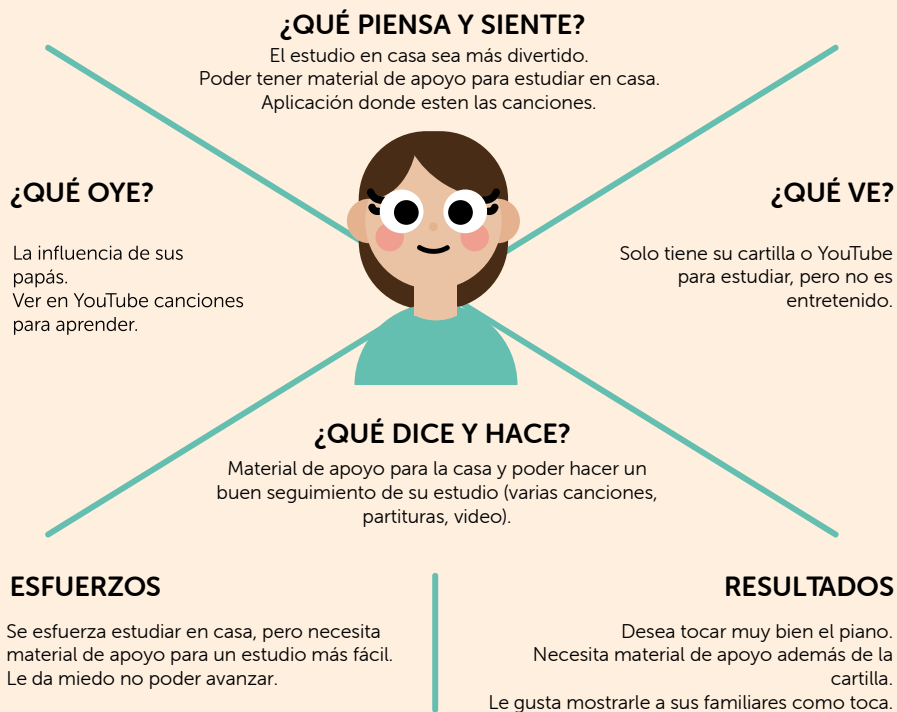 ¿QUÉ PIENSA Y SIENTE?
El estudio en casa sea más divertido.
Poder tener material de apoyo para estudiar en casa.
Aplicación donde esten las canciones.
¿QUÉ OYE?
La influencia de sus
papás.
Ver en YouTube canciones
para aprender.
¿QUÉ VE?
Solo tiene su cartilla o YouTube
para estudiar, pero no es
entretenido.
¿QUÉ DICE Y HACE?
Material de apoyo para la casa y poder hacer un
buen seguimiento de su estudio (varias canciones,
partituras, video).
ESFUERZOS
Se esfuerza estudiar en casa, pero necesita
material de apoyo para un estudio más fácil.
Le da miedo no poder avanzar.
RESULTADOS
Desea tocar muy bien el piano.
Necesita material de apoyo además de la
cartilla.
Le gusta mostrarle a sus familiares como toca.